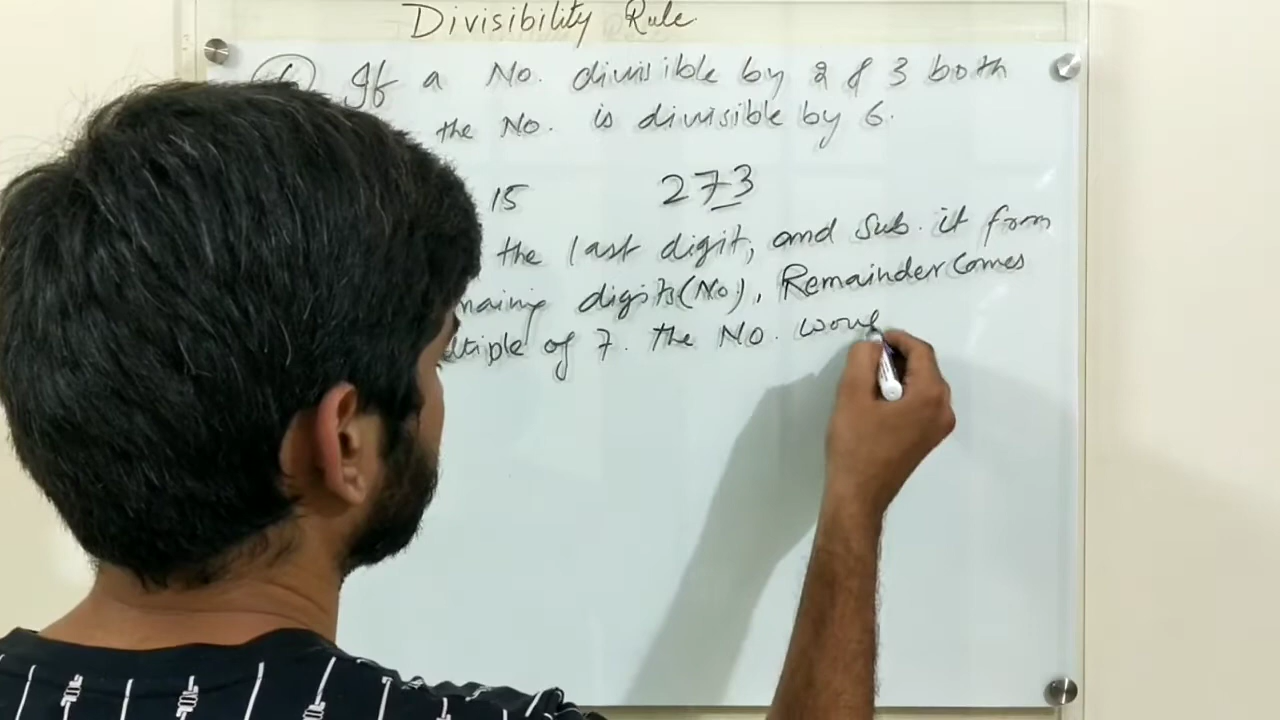 Divisibility Rule
If a No. divisible by 2 & 3 both
the No. is divisible by 6.
15 273
the last digit, and sub. it from
digits(No), Remainder comes
of 7. the No. woul